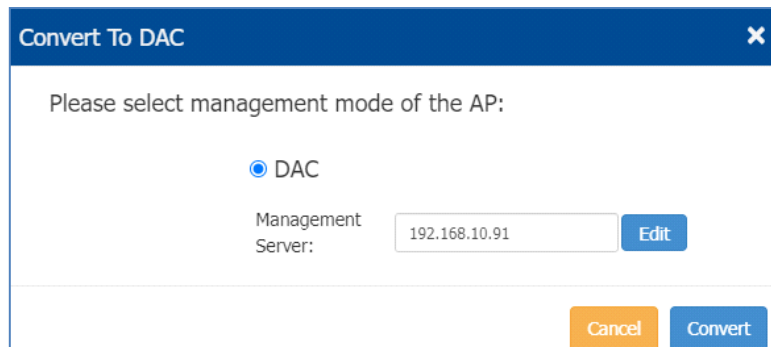 Convert To DAC
Please select management mode of the AP:
DAC
Management
Server:
192.168.10.91
Edit
Cancel
Convert